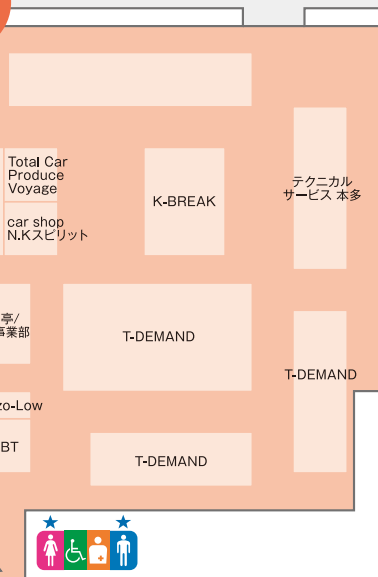 Total Car
Produce
Voyage
car shop
N.Kスピリット
K-BREAK
テクニカル
サービス 本多
亭/
事業部
T-DEMAND
T-DEMAND
zo-Low
BT
T-DEMAND